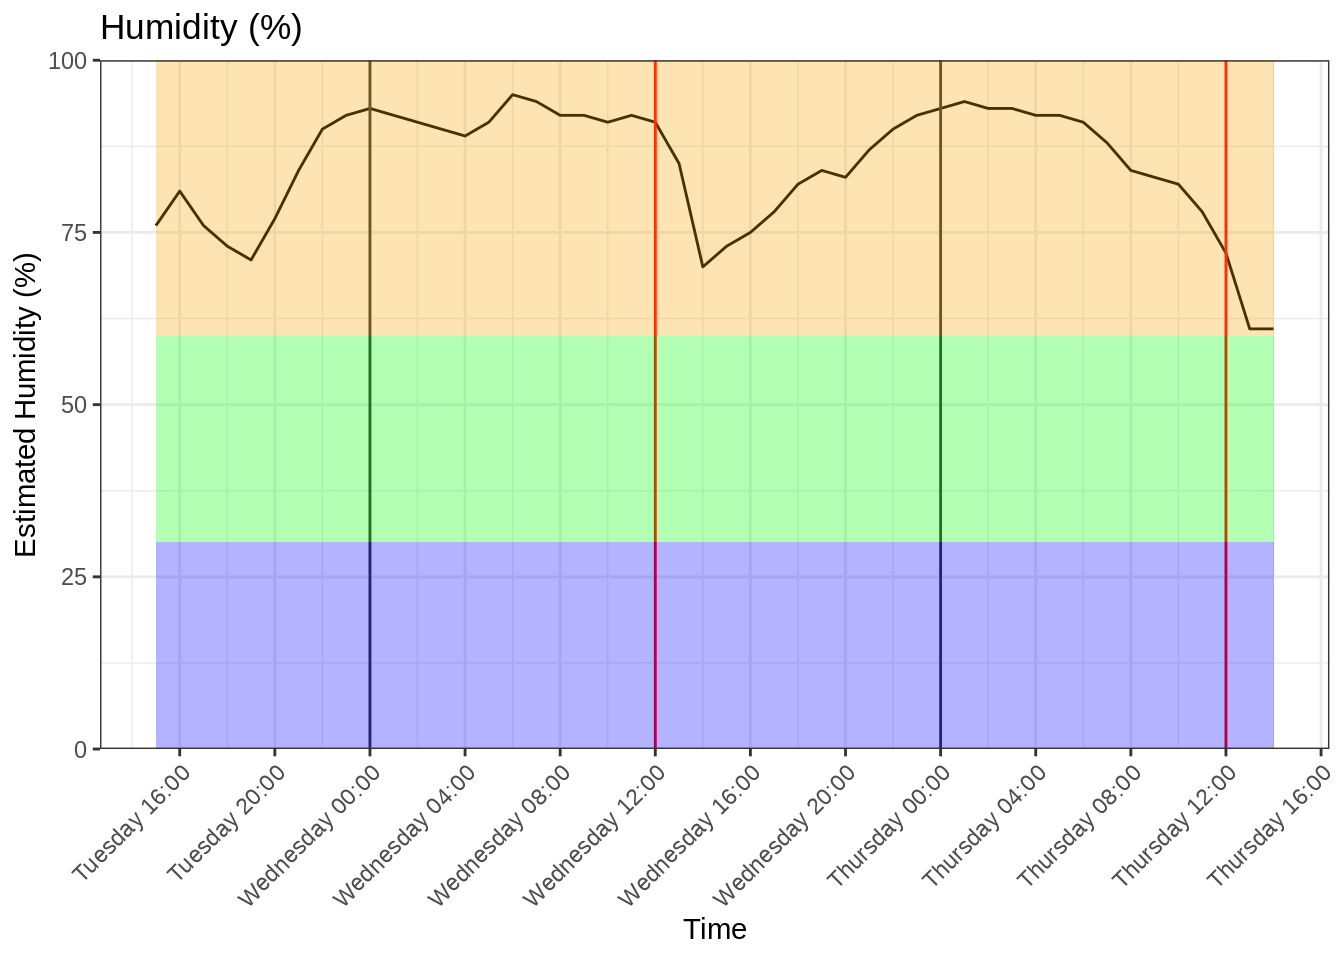 Humidity (%)
Estimated Humidity (%)
100
75
50
25
0
Tuesday 16:00
Tuesday 20:00
Wednesday 00:00
Wednesday 04:00
Wednesday 08:00
Wednesday 12:00
Wednesday 16:00
Wednesday 20:00
Thursday 00:00
Thursday 04:00
Thursday 08:00
Thursday 12:00
Thursday 16:00
Time